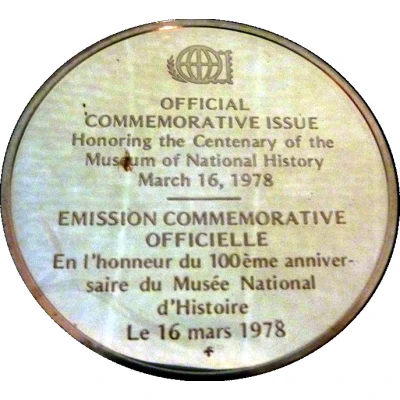 OFFICIAL
COMMEMORATIVE ISSUE
Honoring the Centenary of the
Museum of National History
March 16, 1978
EMISSION COMMEMORATIVE
OFFICIELLE
En l'honneur du 100ème anniver-
saire du Musée National
d'Histoire
Le 16 mars 1978